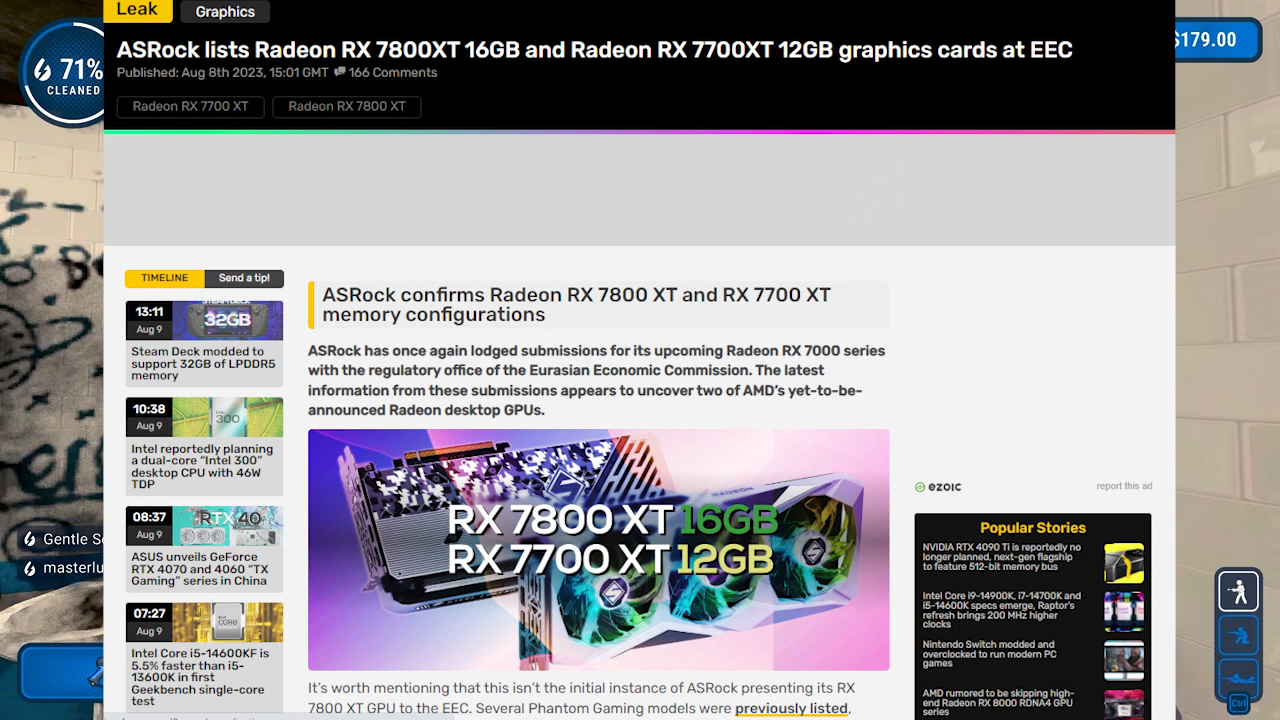 Leak
Graphics
ASRock lists Radeon RX 7800XT 16GB and Radeon RX 7700XT 12GB graphics cards at EEC
Published: Aug 8th 2023, 15:01 GMT 166 Comments
Radeon RX 7700 XT
Radeon RX 7800 XT
71%
CLEANED
$179.00
TIMELINE
Send a tip!
13:11
Aug 9
32GB
Steam Deck modded to
support 32GB of LPDDR5
memory
10:38
Aug 9
300
Intel reportedly planning
a dual-core “Intel 300”
desktop CPU with 46W
TDP
08:37
Aug 9
RTX 40
ASUS unveils GeForce
RTX 4070 and 4060 “TX
Gaming” series in China
07:27
Aug 9
CORE
Intel Core i5-14600KF is
5.5% faster than i5-
13600K in first
Geekbench single-core
test
ASRock confirms Radeon RX 7800 XT and RX 7700 XT
memory configurations
ASRock has once again lodged submissions for its upcoming Radeon RX 7000 series
with the regulatory office of the Eurasian Economic Commission. The latest
information from these submissions appears to uncover two of AMD’s yet-to-be-
announced Radeon desktop GPUs.
RADEON
RX 7800 XT 16GB
RX 7700 XT 12GB
It’s worth mentioning that this isn’t the initial instance of ASRock presenting its RX
7800 XT GPU to the EEC. Several Phantom Gaming models were previously listed,
ezoic
report this ad
Popular Stories
NVIDIA RTX 4090 Ti is reportedly no
longer planned, next-gen flagship
to feature 512-bit memory bus
Intel Core i9-14900K, i7-14700K and
i5-14600K specs emerge, Raptor's
refresh brings 200 MHz higher
clocks
Nintendo Switch modded and
overclocked to run modern PC
games
AMD rumored to be skipping high-
end Radeon RX 8000 RDNA4 GPU
series
Gentle
masterlu
Ctrl